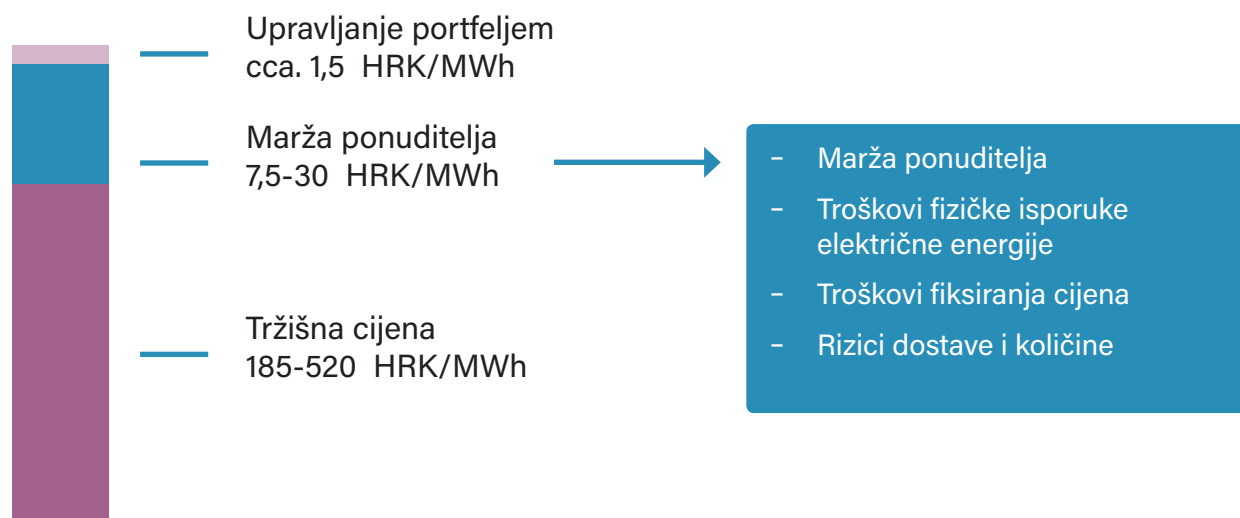 Upravljanje portfeljem
cca. 1,5 HRK/MWh
Marža ponuditelja
7,5-30 HRK/MWh
Tržišna cijena
185-520 HRK/MWh
– Marža ponuditelja
– Troškovi fizičke isporuke
električne energije
– Troškovi fiksiranja cijena
– Rizici dostave i količine